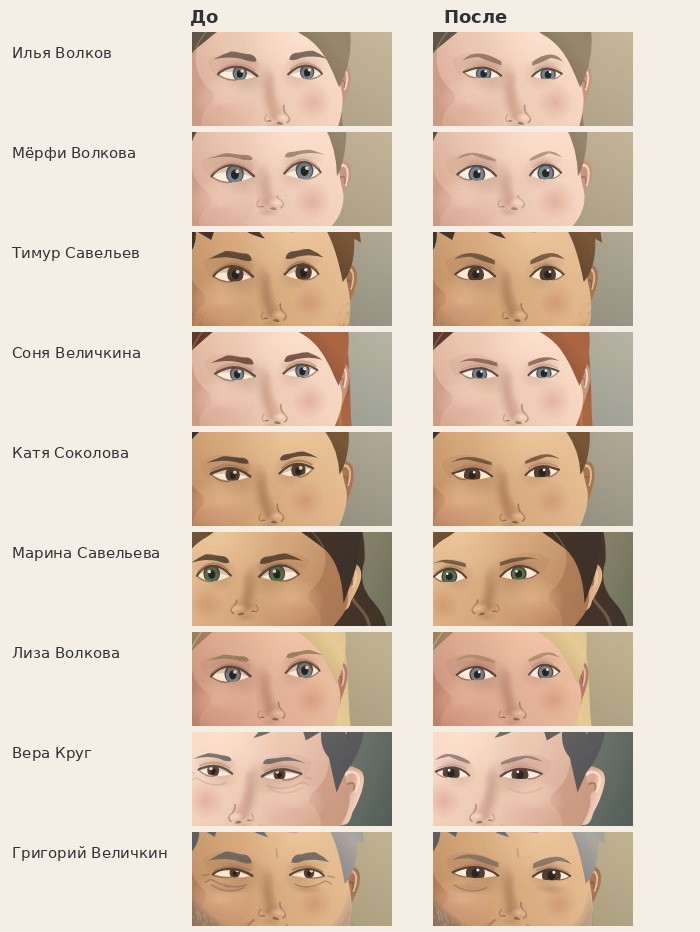 До После
Илья Волков
Мёрфи Волкова
Тимур Савельев
Соня Величкина
Катя Соколова
Марина Савельева
Лиза Волкова
Вера Круг
Григорий Величкин